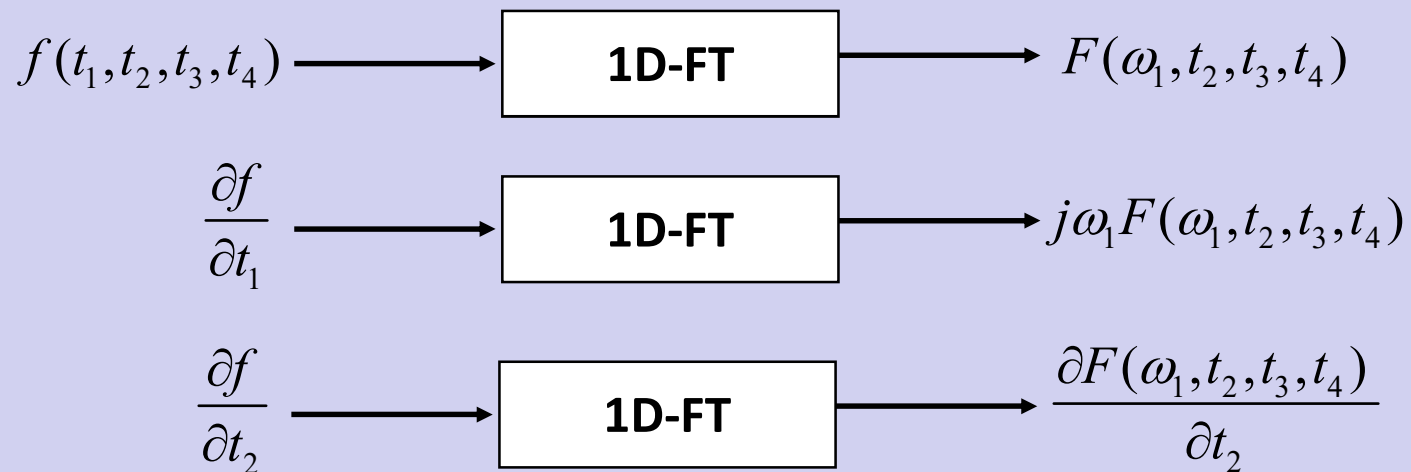 f(t₁,t₂,t₃,t₄) 1D-FT F(ω₁,t₂,t₃,t₄)
∂f/∂t₁ 1D-FT jω₁F(ω₁,t₂,t₃,t₄)
∂f/∂t₂ 1D-FT ∂F(ω₁,t₂,t₃,t₄)/∂t₂